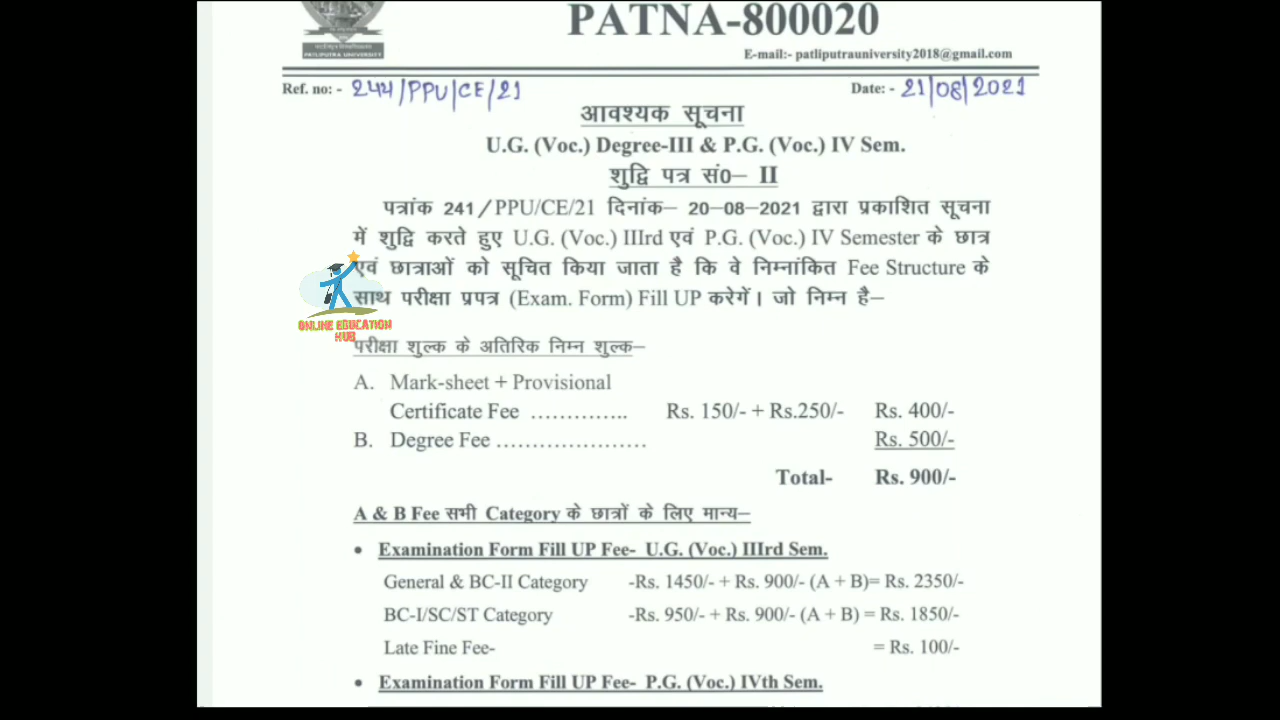 PATNA-800020
E-mail:- patliputrauniversity2018@gmail.com
PATLIPUTRA UNIVERSITY
Ref. no: - 244/PPU/CE/21 Date: - 21/08/2021
आवश्यक सूचना
U.G. (Voc.) Degree-III & P.G. (Voc.) IV Sem.
शुद्धि पत्र सं0– II
पत्रांक 241/PPU/CE/21 दिनांक– 20–08–2021 द्वारा प्रकाशित सूचना
में शुद्धि करते हुए U.G. (Voc.) IIIrd एवं P.G. (Voc.) IV Semester के छात्र
एवं छात्राओं को सूचित किया जाता है कि वे निम्नांकित Fee Structure के
साथ परीक्षा प्रपत्र (Exam. Form) Fill UP करेगें। जो निम्न है–
ONLINE EDUCATION
HUB
परीक्षा शुल्क के अतिरिक निम्न शुल्क–
A. Mark-sheet + Provisional
Certificate Fee ………….. Rs. 150/- + Rs.250/- Rs. 400/-
B. Degree Fee ………………… Rs. 500/-
Total- Rs. 900/-
A & B Fee सभी Category के छात्रों के लिए मान्य–
• Examination Form Fill UP Fee- U.G. (Voc.) IIIrd Sem.
General & BC-II Category -Rs. 1450/- + Rs. 900/- (A + B)= Rs. 2350/-
BC-I/SC/ST Category -Rs. 950/- + Rs. 900/- (A + B) = Rs. 1850/-
Late Fine Fee- = Rs. 100/-
• Examination Form Fill UP Fee- P.G. (Voc.) IVth Sem.